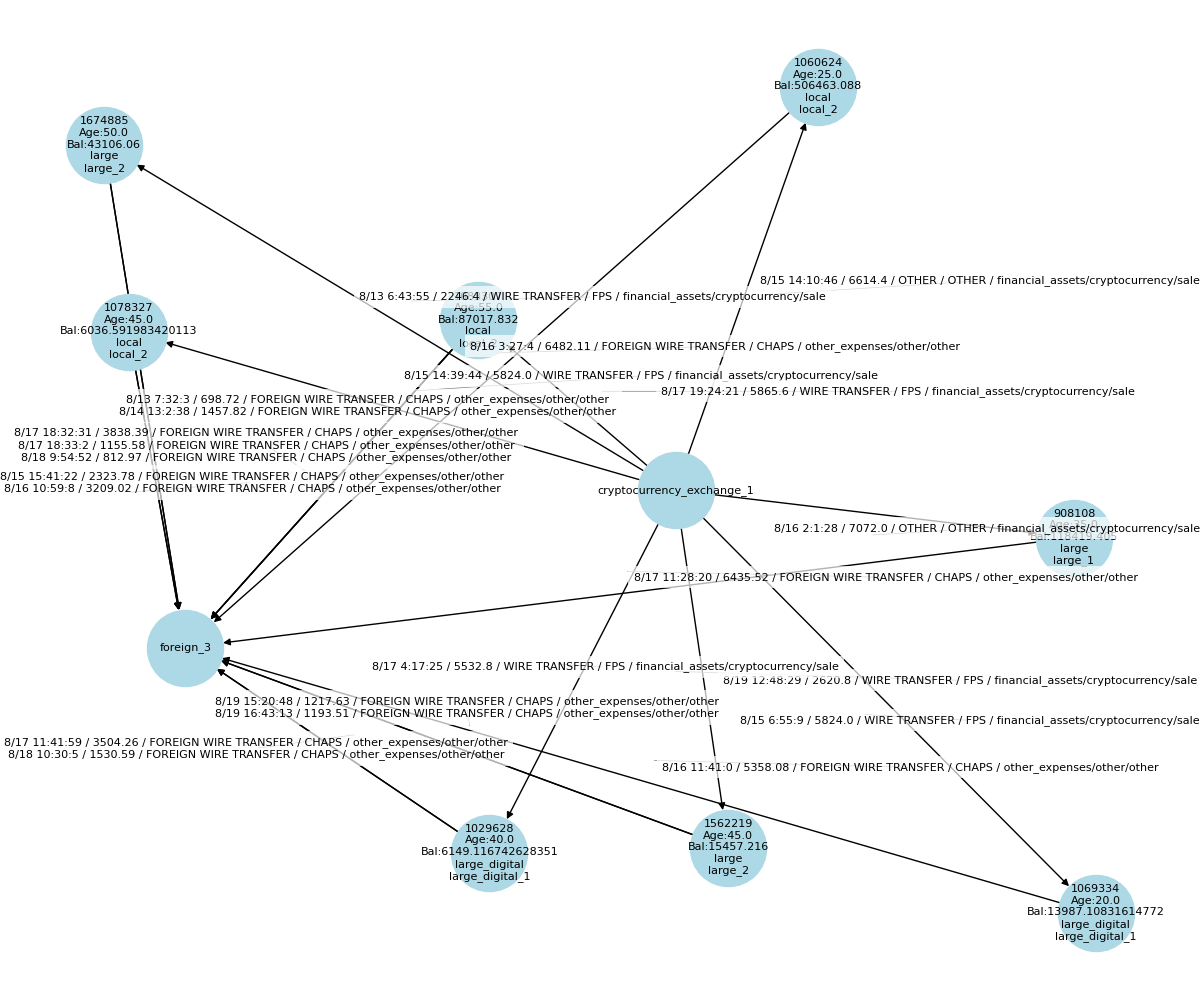 1060624
Age:25.0
Bal:506463.088
local
local_2
1674885
Age:50.0
Bal:43106.06
large
large_2
8/15 14:10:46 / 6614.4 / OTHER / OTHER / financial_assets/cryptocurrency/sale
8/13 6:43:55 / 2246.4 / WIRE TRANSFER / FPS / financial_assets/cryptocurrency/sale
1078327
Age:45.0
Bal:6036.591983420113
local
local_2
Age:55.0
Bal:87017.832
local
8/16 3:27:4 / 6482.11 / FOREIGN WIRE TRANSFER / CHAPS / other_expenses/other/other
8/15 14:39:44 / 5824.0 / WIRE TRANSFER / FPS / financial_assets/cryptocurrency/sale
8/17 19:24:21 / 5865.6 / WIRE TRANSFER / FPS / financial_assets/cryptocurrency/sale
8/13 7:32:3 / 698.72 / FOREIGN WIRE TRANSFER / CHAPS / other_expenses/other/other
8/14 13:2:38 / 1457.82 / FOREIGN WIRE TRANSFER / CHAPS / other_expenses/other/other
8/17 18:32:31 / 3838.39 / FOREIGN WIRE TRANSFER / CHAPS / other_expenses/other/other
8/17 18:33:2 / 1155.58 / FOREIGN WIRE TRANSFER / CHAPS / other_expenses/other/other
8/18 9:54:52 / 812.97 / FOREIGN WIRE TRANSFER / CHAPS / other_expenses/other/other
8/15 15:41:22 / 2323.78 / FOREIGN WIRE TRANSFER / CHAPS / other_expenses/other/other
8/16 10:59:8 / 3209.02 / FOREIGN WIRE TRANSFER / CHAPS / other_expenses/other/other
cryptocurrency_exchange_1
908108
Age:35.0
8/16 2:1:28 / 7072.0 / OTHER / OTHER / financial_assets/cryptocurrency/sale
Bal:118419.405
large
large_1
8/17 11:28:20 / 6435.52 / FOREIGN WIRE TRANSFER / CHAPS / other_expenses/other/other
foreign_3
8/17 4:17:25 / 5532.8 / WIRE TRANSFER / FPS / financial_assets/cryptocurrency/sale
8/19 12:48:29 / 2620.8 / WIRE TRANSFER / FPS / financial_assets/cryptocurrency/sale
8/19 15:20:48 / 1217.63 / FOREIGN WIRE TRANSFER / CHAPS / other_expenses/other/other
8/19 16:43:13 / 1193.51 / FOREIGN WIRE TRANSFER / CHAPS / other_expenses/other/other
8/15 6:55:9 / 5824.0 / WIRE TRANSFER / FPS / financial_assets/cryptocurrency/sale
8/17 11:41:59 / 3504.26 / FOREIGN WIRE TRANSFER / CHAPS / other_expenses/other/other
8/18 10:30:5 / 1530.59 / FOREIGN WIRE TRANSFER / CHAPS / other_expenses/other/other
8/16 11:41:0 / 5358.08 / FOREIGN WIRE TRANSFER / CHAPS / other_expenses/other/other
1029628
Age:40.0
Bal:6149.116742628351
large_digital
large_digital_1
1562219
Age:45.0
Bal:15457.216
large
large_2
1069334
Age:20.0
Bal:13987.10831614772
large_digital
large_digital_1